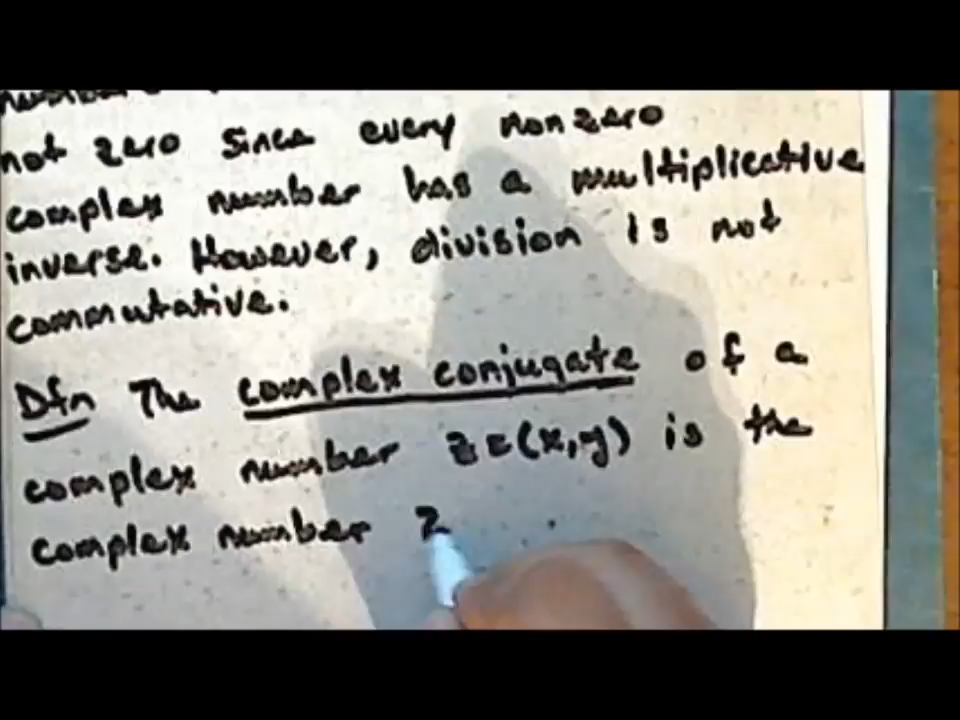 not zero since every nonzero
complex number has a multiplicative
inverse. However, division is not
commutative.
Dfn The complex conjugate of a
complex number z=(x,y) is the
complex number z